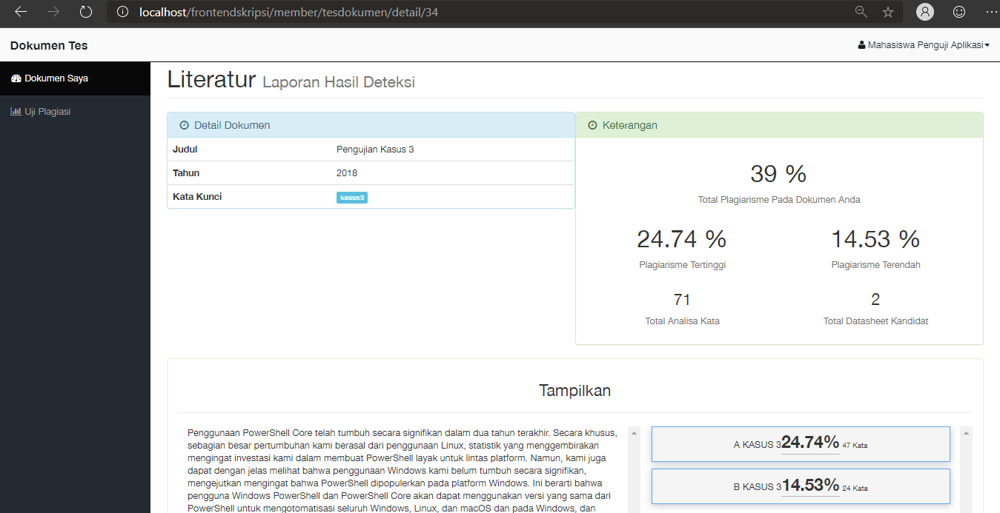 localhost/frontendskripsi/member/tesdokumen/detail/34
Dokumen Tes
Mahasiswa Penguji Aplikasi
Dokumen Saya
Uji Plagiasi
Literatur Laporan Hasil Deteksi
Detail Dokumen
Judul Pengujian Kasus 3
Tahun 2018
Kata Kunci kasus3
Keterangan
39 %
Total Plagiarisme Pada Dokumen Anda
24.74 % 14.53 %
Plagiarisme Tertinggi Plagiarisme Terendah
71 2
Total Analisa Kata Total Datasheet Kandidat
Tampilkan
Penggunaan PowerShell Core telah tumbuh secara signifikan dalam dua tahun terakhir. Secara khusus,
sebagian besar pertumbuhan kami berasal dari penggunaan Linux, statistik yang menggembirakan
mengingat investasi kami dalam membuat PowerShell layak untuk lintas platform. Namun, kami juga
dapat dengan jelas melihat bahwa penggunaan Windows kami belum tumbuh secara signifikan,
mengejutkan mengingat bahwa PowerShell dipopulerkan pada platform Windows. Ini berarti bahwa
pengguna Windows PowerShell dan PowerShell Core akan dapat menggunakan versi yang sama dari
PowerShell untuk mengotomatisasi seluruh Windows, Linux, dan macOS dan pada Windows, dan
A KASUS 324.74% 47 Kata
B KASUS 314.53% 24 Kata